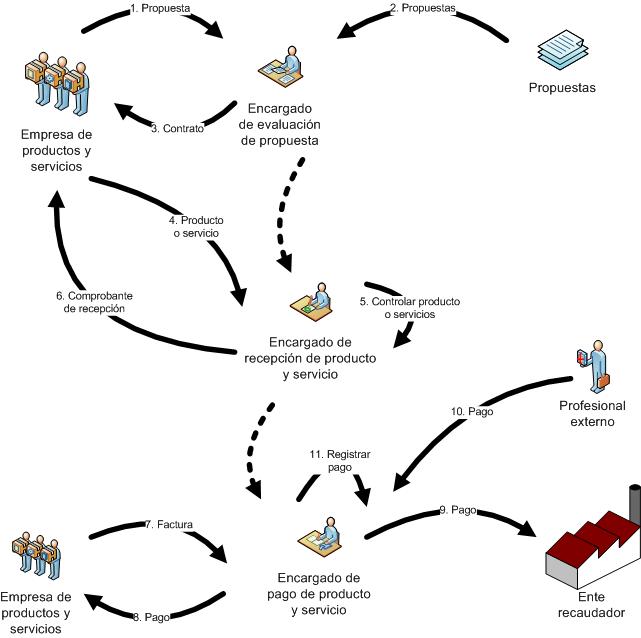 1. Propuesta
2. Propuestas
Propuestas
Encargado
de evaluación
de propuesta
3. Contrato
Empresa de
productos y
servicios
4. Producto
o servicio
6. Comprobante
de recepción
5. Controlar producto
o servicios
Encargado de
recepción de producto
y servicio
Profesional
externo
10. Pago
11. Registrar
pago
9. Pago
7. Factura
Encargado de
pago de producto
y servicio
Empresa de
productos y
servicios
8. Pago
Ente
recaudador